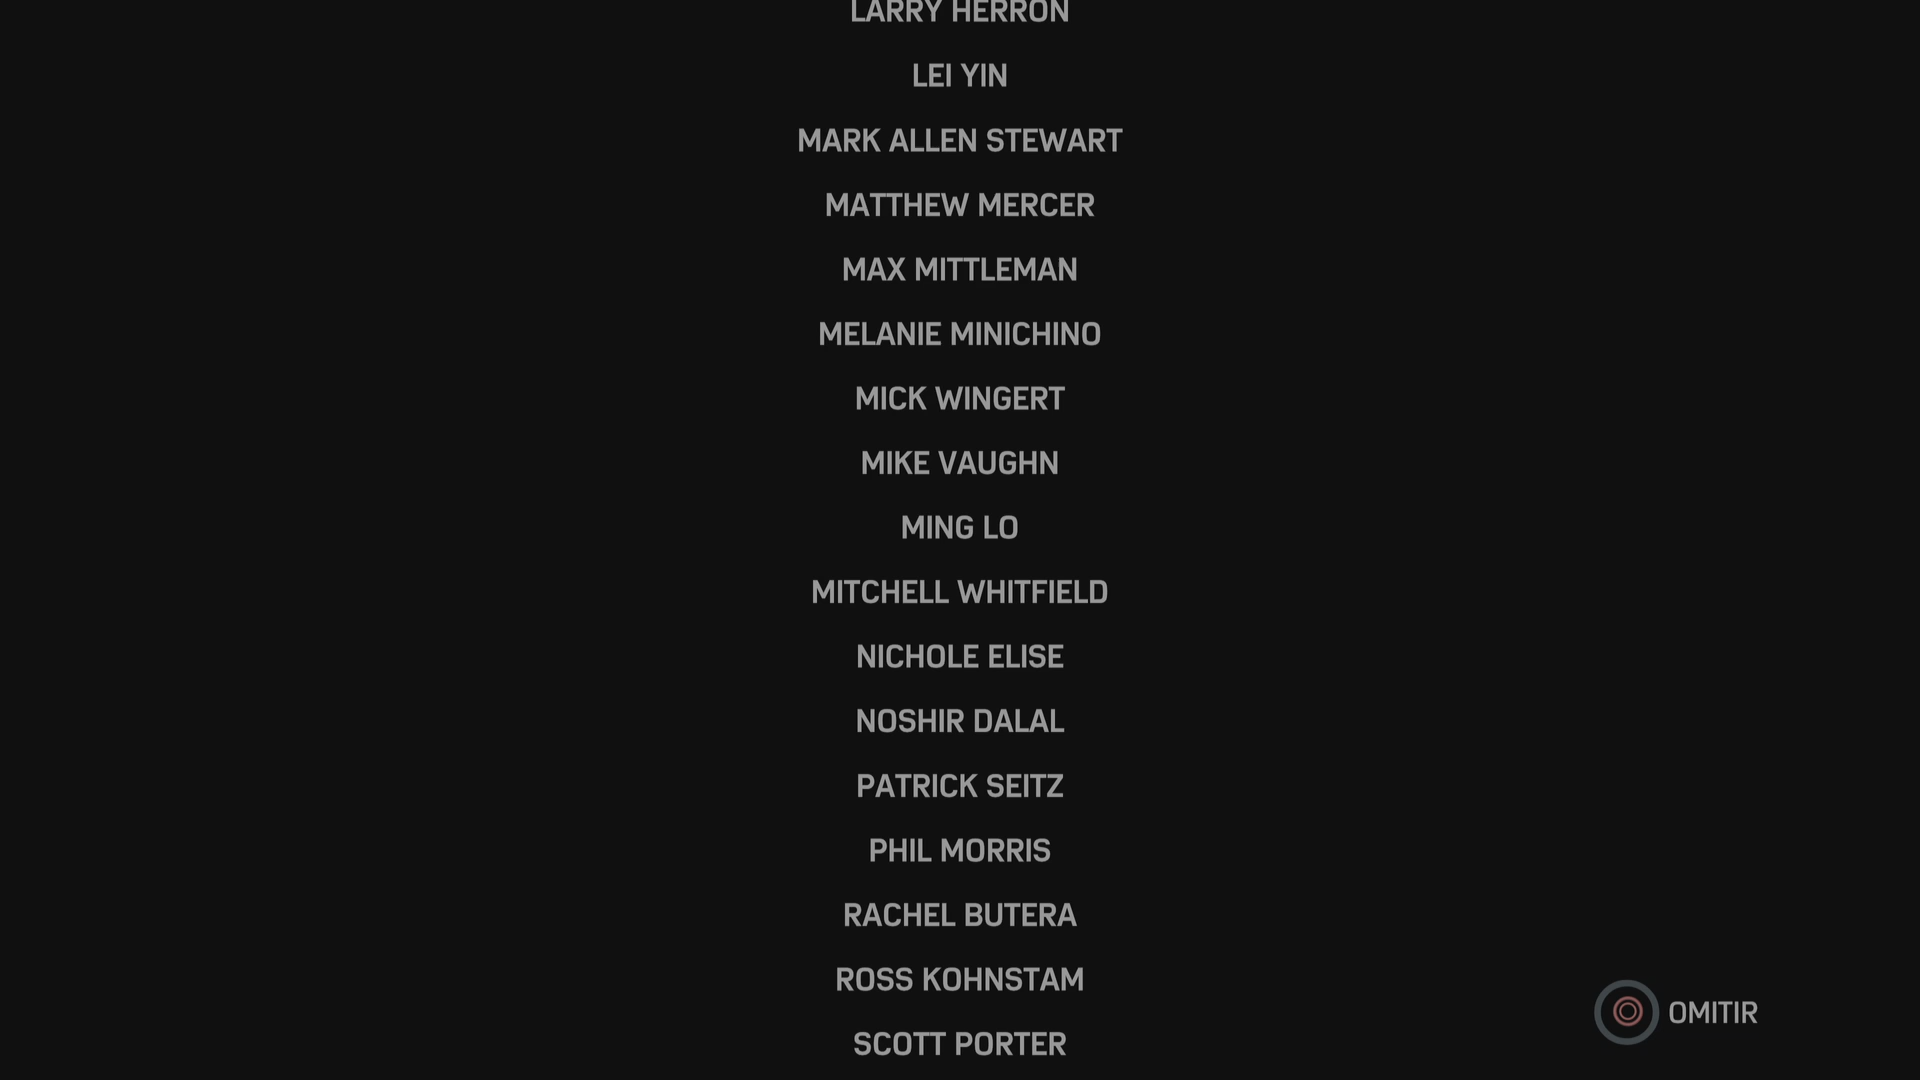 LARRY HERRON
LEI YIN
MARK ALLEN STEWART
MATTHEW MERCER
MAX MITTLEMAN
MELANIE MINICHINO
MICK WINGERT
MIKE VAUGHN
MING LO
MITCHELL WHITFIELD
NICHOLE ELISE
NOSHIR DALAL
PATRICK SEITZ
PHIL MORRIS
RACHEL BUTERA
ROSS KOHNSTAM
OMITIR
SCOTT PORTER